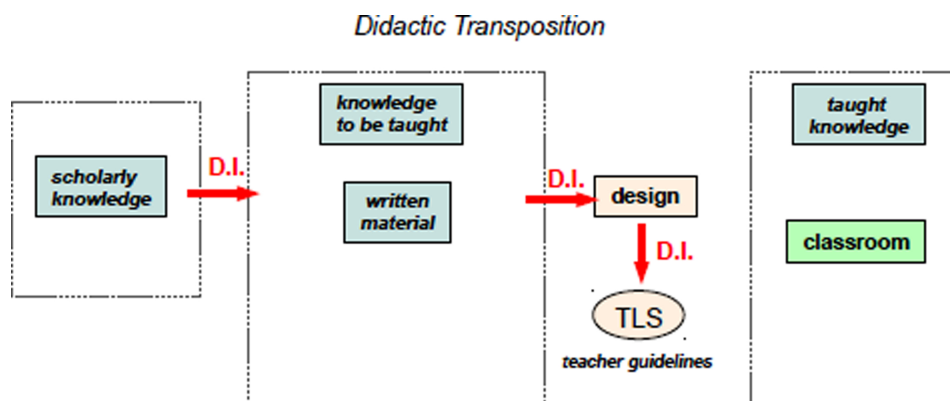 Didactic Transposition
knowledge
to be taught
taught
knowledge
scholarly
knowledge
D.I.
written
material
D.I.
design
classroom
D.I.
TLS
teacher guidelines